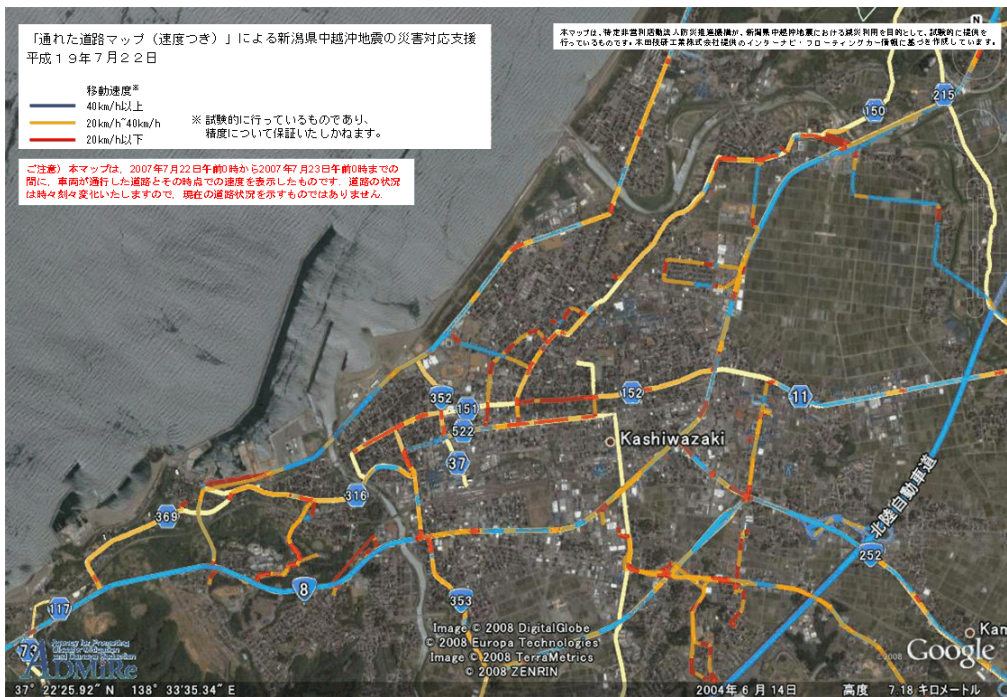 「通れた道路マップ（速度つき）」による新潟県中越沖地震の災害対応支援
平成１９年７月２２日
移動速度※
40km/h以上
20km/h~40km/h
20km/h以下
※ 試験的に行っているものであり、
精度について保証いたしかねます。
ご注意） 本マップは、2007年7月22日午前0時から2007年7月23日午前0時までの
間に、車両が通行した道路とその時点での速度を表示したものです. 道路の状況
は時々刻々変化いたしますので、現在の道路状況を示すものではありません.
本マップは、特定非営利活動法人防災推進機構が、新潟県中越沖地震における減災利用を目的として、試験的に提供を
行っているものです。本田技研工業株式会社提供のインターナビ・フローティングカー情報に基づき作成しています。
N
215
150
352
151
152
11
522
Kashiwazaki
37
316
369
北陸自動車道
252
8
353
117
73
Agency for Promoting
Disaster Mitigation
and Damage Reduction
ADMiRe
Image © 2008 DigitalGlobe
© 2008 Europa Technologies
Image © 2008 TerraMetrics
© 2008 ZENRIN
Kan
©2008 Google
37° 22'25.92" N 138° 33'35.34" E
2004年 6 月 14日
高度 7.18 キロメートル